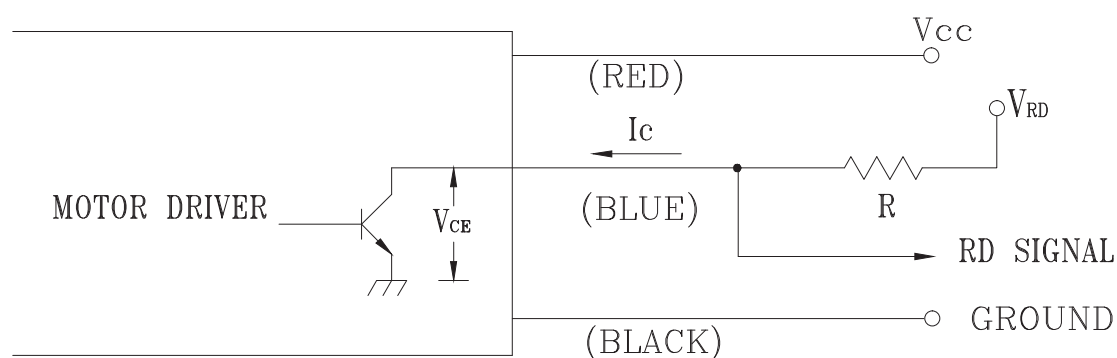 Vcc
(RED)
VRD
Ic
MOTOR DRIVER
VCE
(BLUE)
R
RD SIGNAL
GROUND
(BLACK)